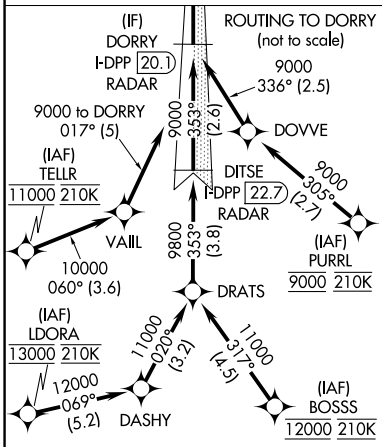 (IF)
DORRY
I-DPP 20.1
RADAR
ROUTING TO DORRY
(not to scale)
9000
336° (2.5)
9000 to DORRY
017° (5)
9000
353°
(2.6)
DOVVE
(IAF)
TELLR
11000 210K
DITSE
I-DPP 22.7
RADAR
9000
305°
(2.7)
VAIIL
(IAF)
PURRL
9000 210K
10000
060° (3.6)
9800
353°
(3.8)
DRATS
(IAF)
LDORA
13000 210K
11000
020°
(3.2)
11000
317°
(4.5)
12000
069°
(5.2)
DASHY
(IAF)
BOSSS
12000 210K